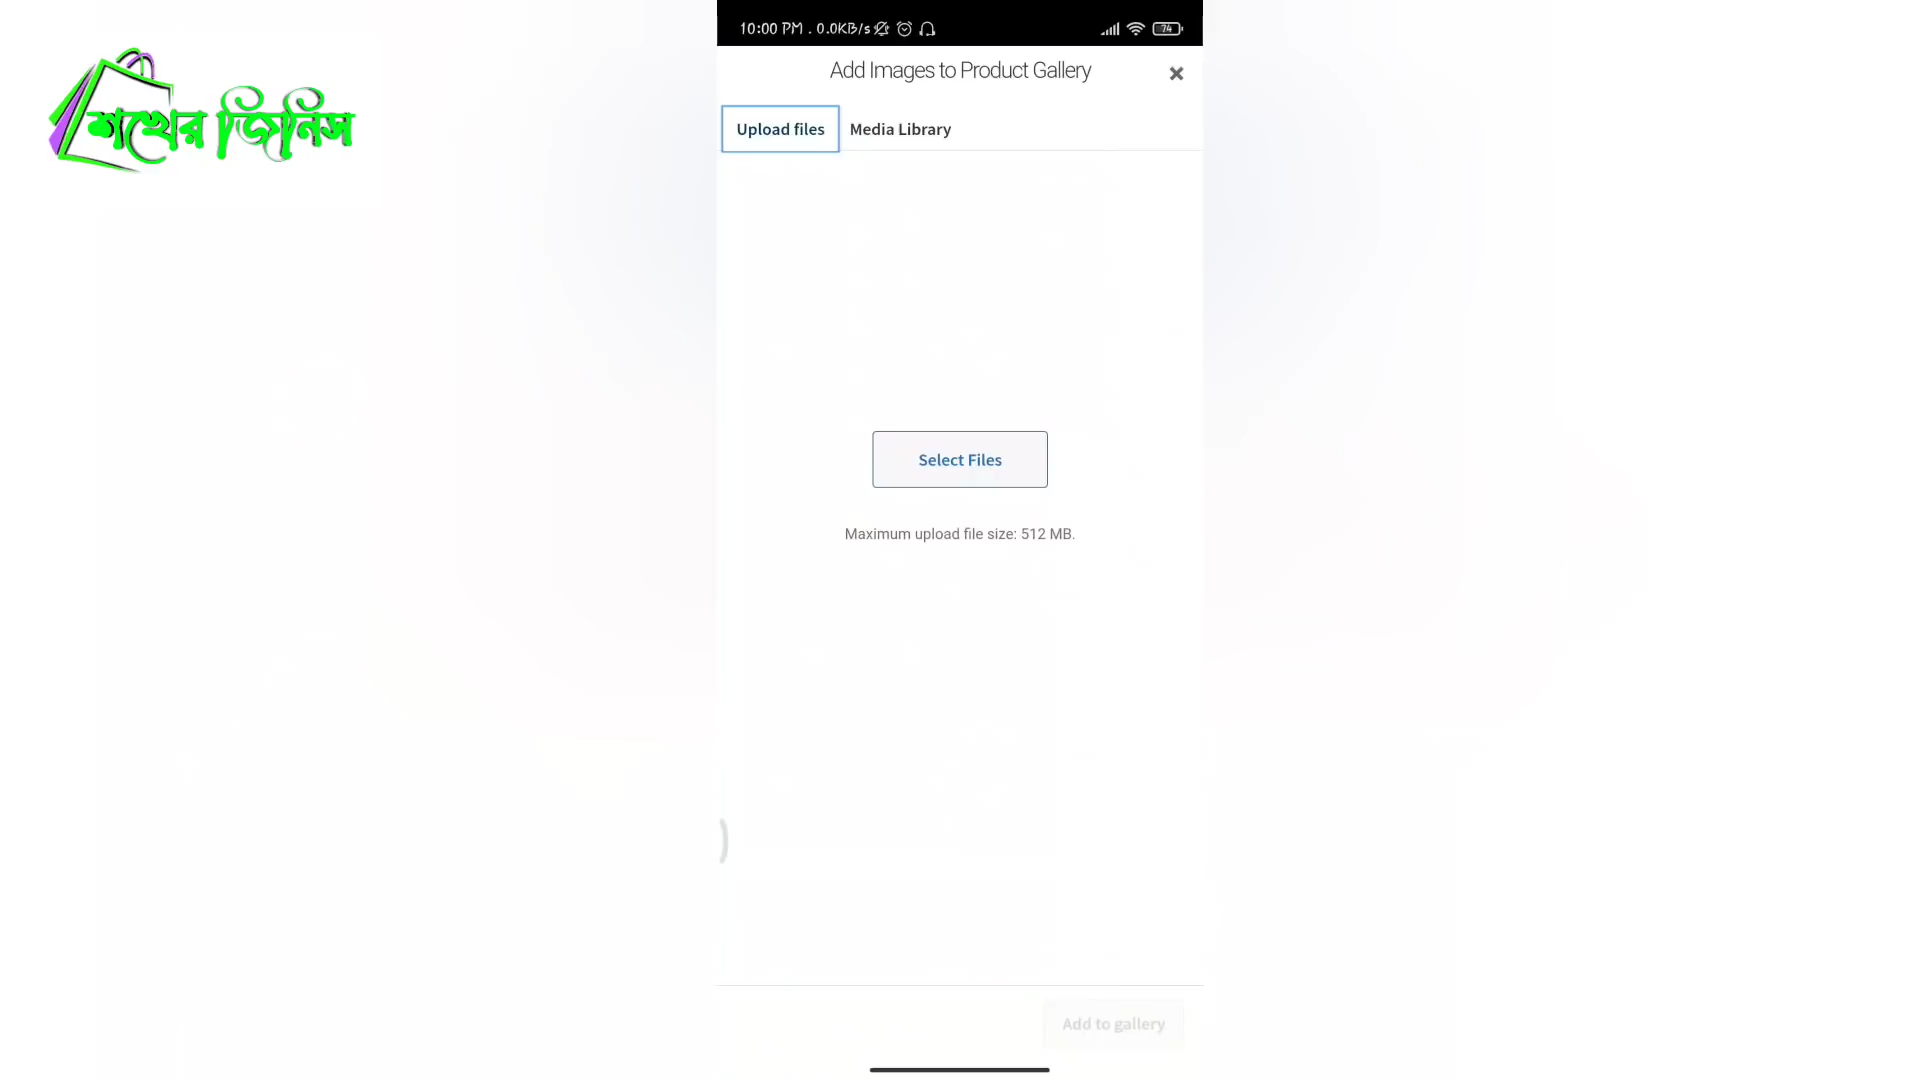 শখের জিনিস
10:00 PM . 0.0KB/s
74
Add Images to Product Gallery
Upload files Media Library
Select Files
Maximum upload file size: 512 MB.
Add to gallery